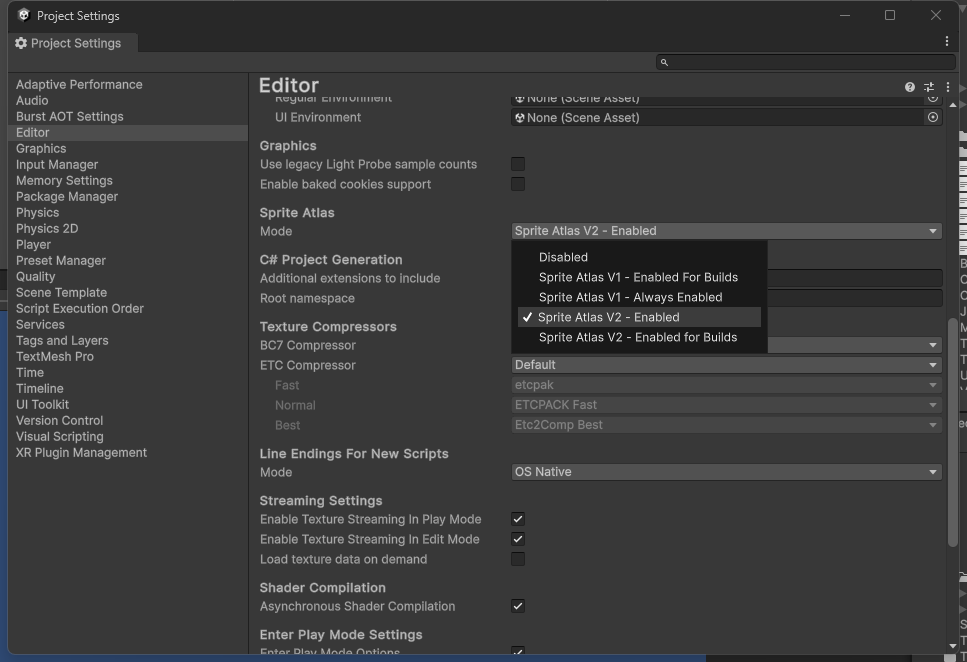 Project Settings
Project Settings
Adaptive Performance
Audio
Burst AOT Settings
Editor
Graphics
Input Manager
Memory Settings
Package Manager
Physics
Physics 2D
Player
Preset Manager
Quality
Scene Template
Script Execution Order
Services
Tags and Layers
TextMesh Pro
Time
Timeline
UI Toolkit
Version Control
Visual Scripting
XR Plugin Management
Editor
Regular Environment None (Scene Asset)
UI Environment None (Scene Asset)
Graphics
Use legacy Light Probe sample counts
Enable baked cookies support
Sprite Atlas
Mode Sprite Atlas V2 - Enabled
Disabled
Sprite Atlas V1 - Enabled For Builds
Sprite Atlas V1 - Always Enabled
Sprite Atlas V2 - Enabled
Sprite Atlas V2 - Enabled for Builds
C# Project Generation
Additional extensions to include
Root namespace
Texture Compressors
BC7 Compressor
ETC Compressor Default
Fast etcpak
Normal ETCPACK Fast
Best Etc2Comp Best
Line Endings For New Scripts
Mode OS Native
Streaming Settings
Enable Texture Streaming In Play Mode
Enable Texture Streaming In Edit Mode
Load texture data on demand
Shader Compilation
Asynchronous Shader Compilation
Enter Play Mode Settings
Enter Play Mode Options